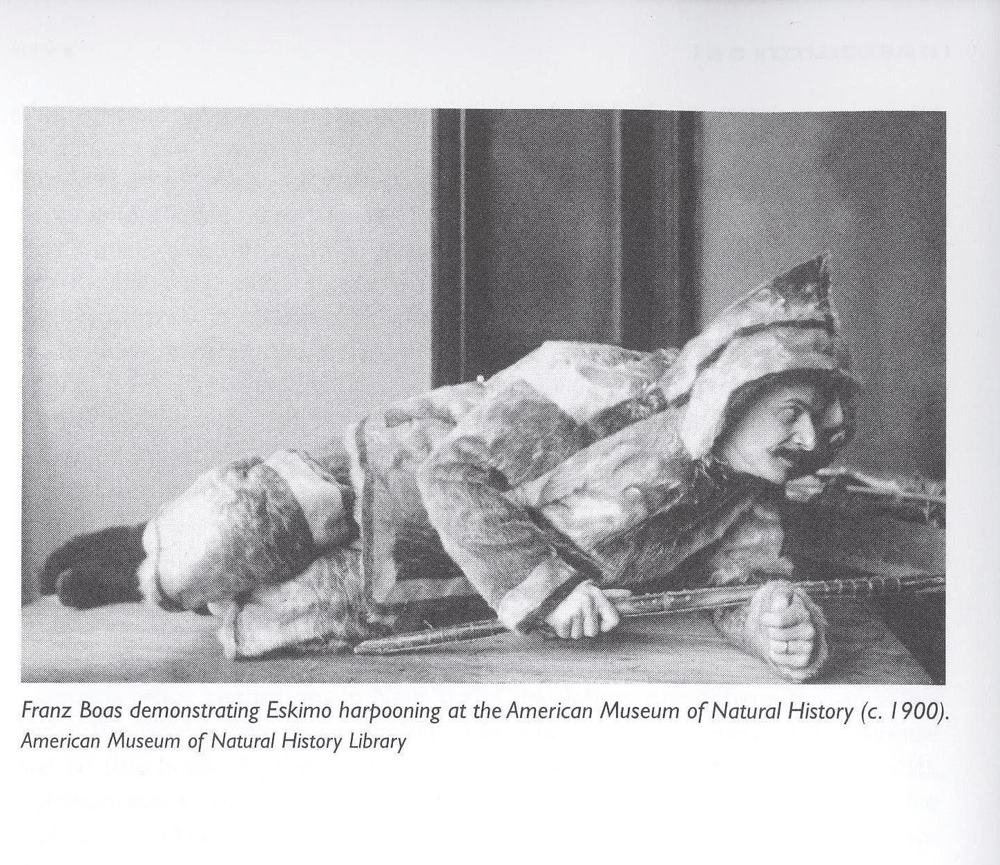 Franz Boas demonstrating Eskimo harpooning at the American Museum of Natural History (c. 1900).
American Museum of Natural History Library